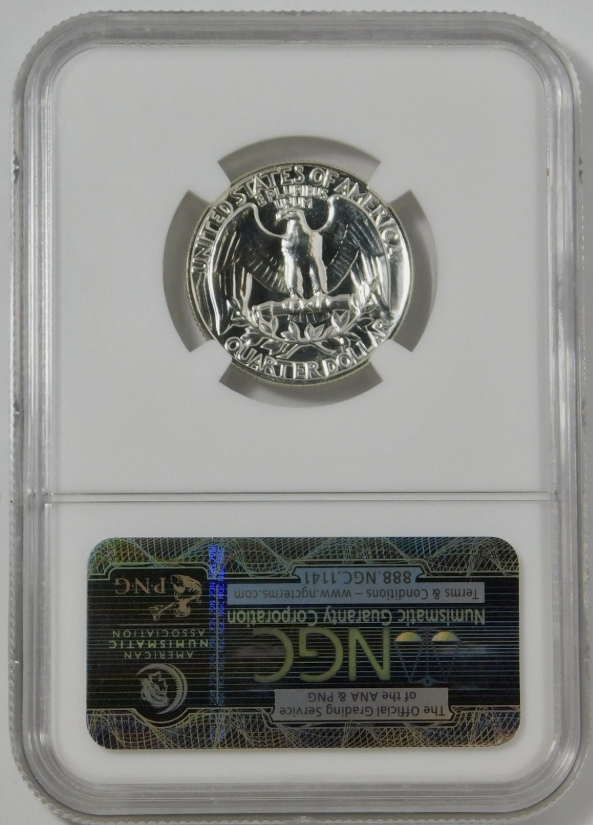 UNITED STATES OF AMERICA
E PLURIBUS
UNUM
QUARTER DOLLAR
The Official Grading Service
of the ANA & PNG
NGC
Numismatic Guaranty Corporation
Terms & Conditions – www.ngcterms.com
888.NGC.1141
AMERICAN
NUMISMATIC
ASSOCIATION
PNG